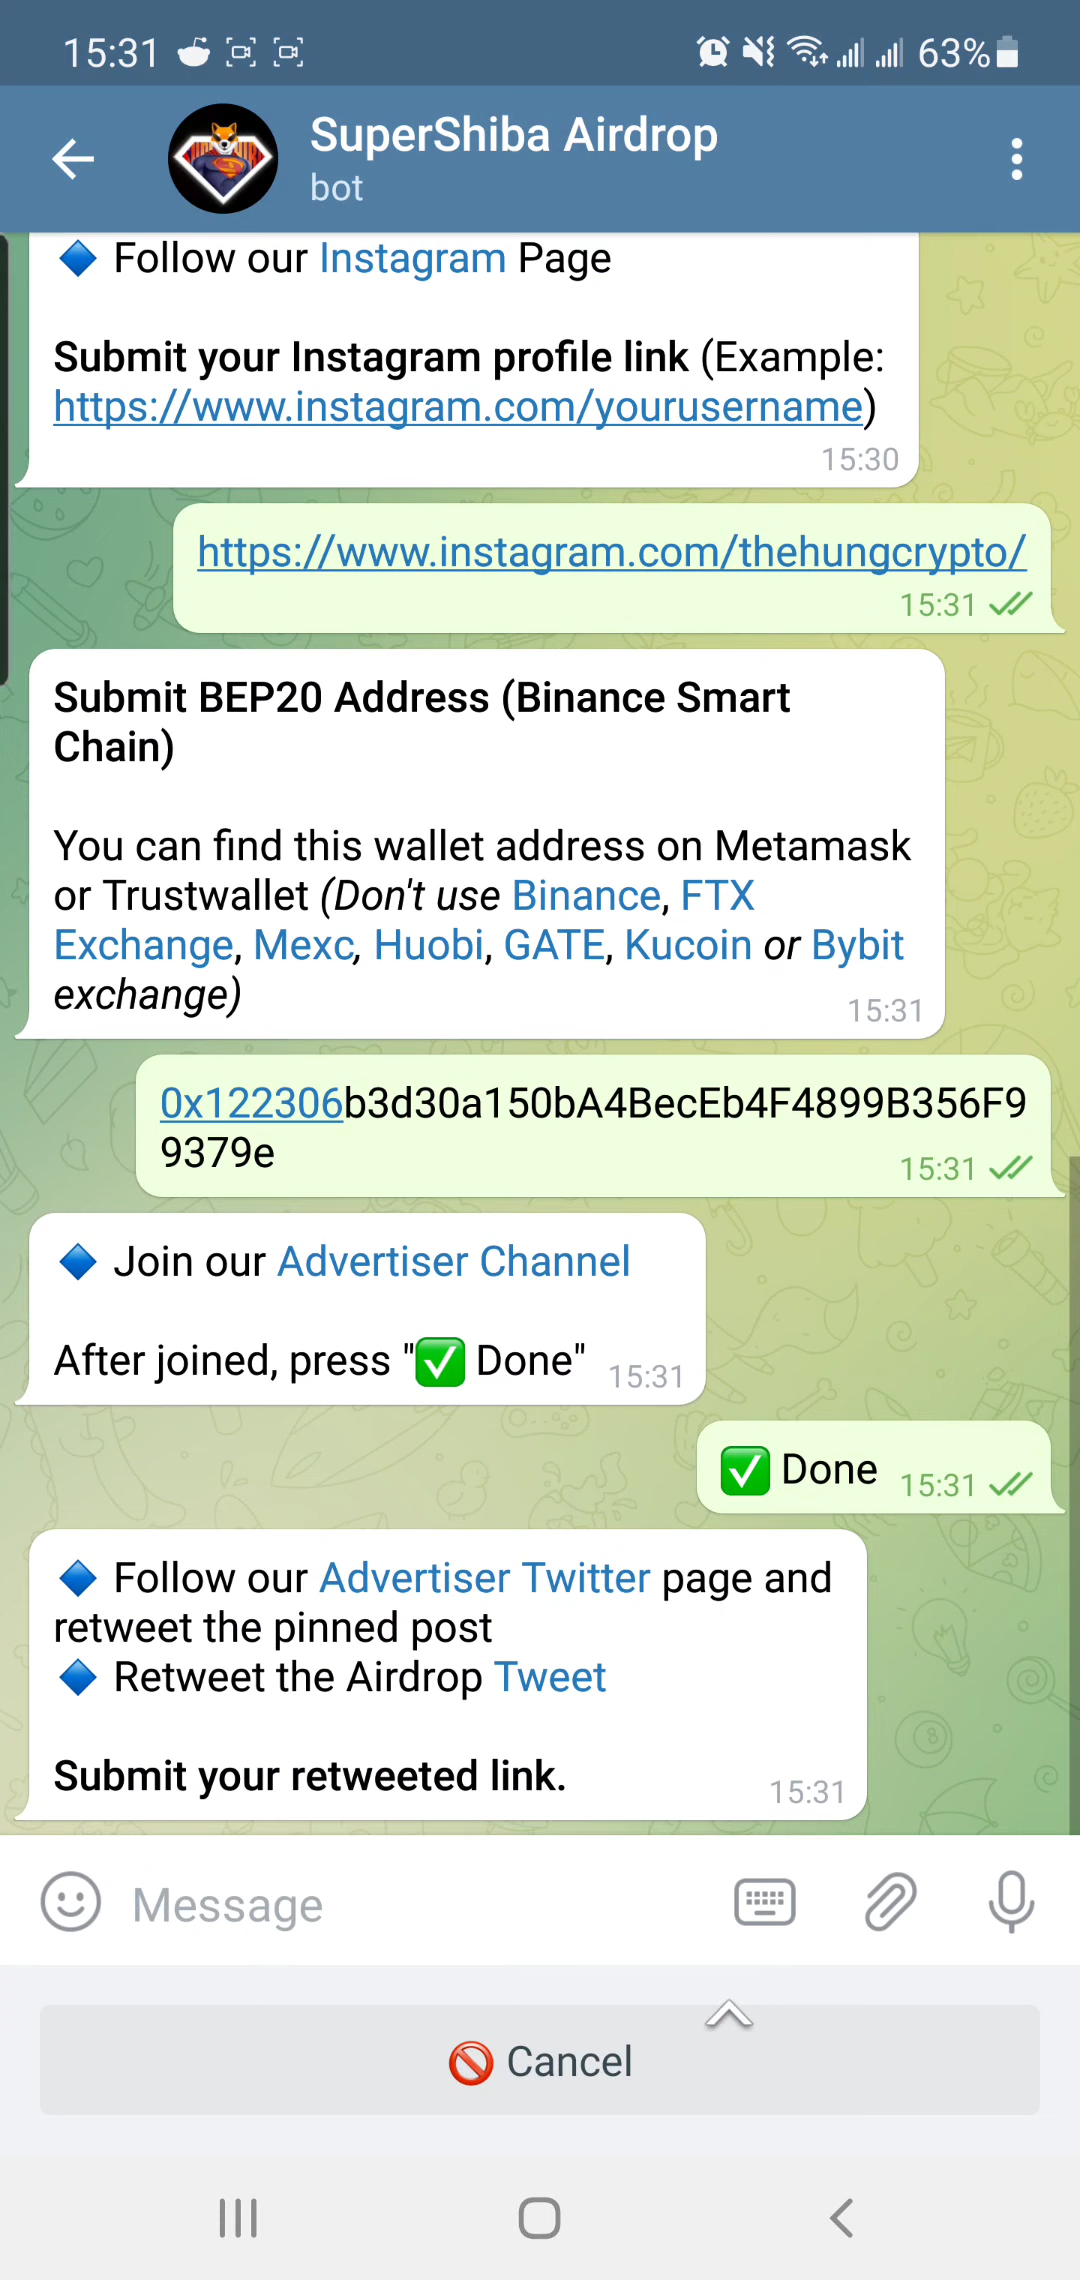 15:31
63%
SuperShiba Airdrop
bot
Follow our Instagram Page
Submit your Instagram profile link (Example:
https://www.instagram.com/yourusername)
15:30
https://www.instagram.com/thehungcrypto/
15:31
Submit BEP20 Address (Binance Smart
Chain)
You can find this wallet address on Metamask
or Trustwallet (Don't use Binance, FTX
Exchange, Mexc, Huobi, GATE, Kucoin or Bybit
exchange)
15:31
0x122306b3d30a150bA4BecEb4F4899B356F9
9379e
15:31
Join our Advertiser Channel
After joined, press "✅ Done"
15:31
✅ Done
15:31
Follow our Advertiser Twitter page and
retweet the pinned post
Retweet the Airdrop Tweet
Submit your retweeted link.
15:31
Message
Cancel